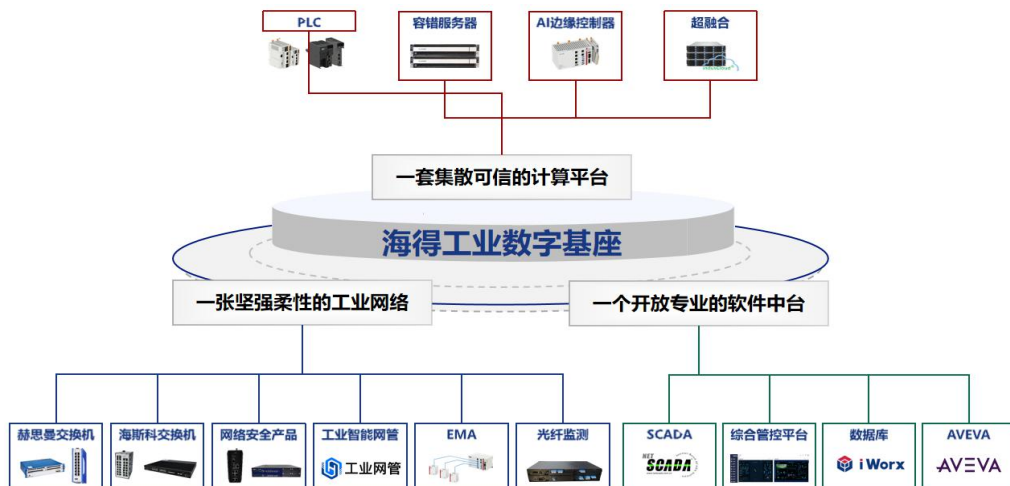 PLC
容错服务器
AI边缘控制器
超融合
一套集散可信的计算平台
海得工业数字基座
一张坚强柔性的工业网络
一个开放专业的软件中台
赫思曼交换机
海斯科交换机
网络安全产品
工业智能网管
EMA
光纤监测
SCADA
综合管控平台
数据库
AVEVA
工业网管
NET
SCADA
iWorx
AVEVA